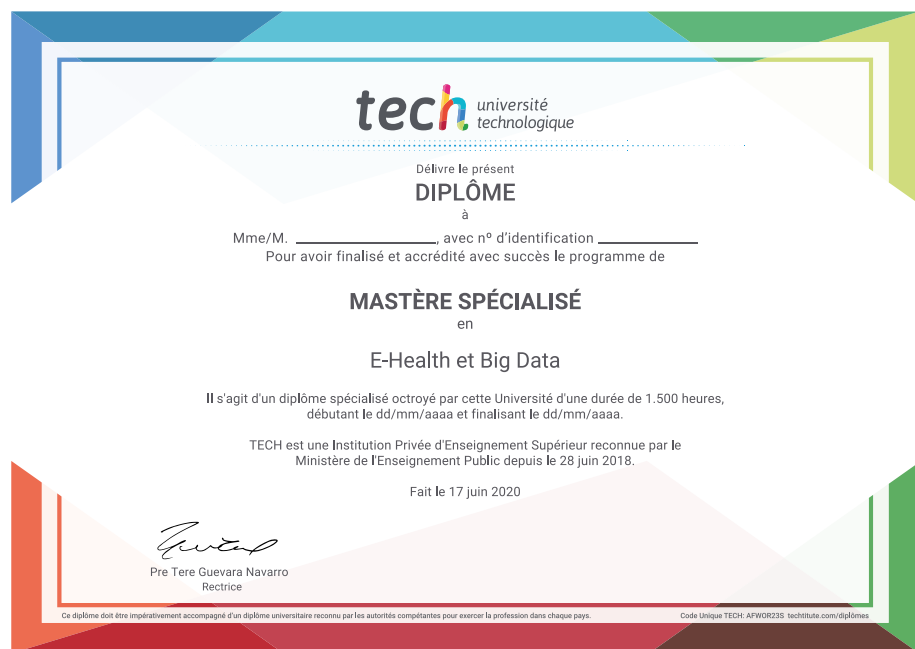 tech université
technologique
Délivre le présent
DIPLÔME
à
Mme/M. ____________, avec nº d'identification ____________
Pour avoir finalisé et accrédité avec succès le programme de
MASTÈRE SPÉCIALISÉ
en
E-Health et Big Data
Il s'agit d'un diplôme spécialisé octroyé par cette Université d'une durée de 1.500 heures,
débutant le dd/mm/aaaa et finalisant le dd/mm/aaaa.
TECH est une Institution Privée d'Enseignement Supérieur reconnue par le
Ministère de l'Enseignement Public depuis le 28 juin 2018.
Fait le 17 juin 2020
Pre Tere Guevara Navarro
Rectrice
Ce diplôme doit être impérativement accompagné d'un diplôme universitaire reconnu par les autorités compétantes pour exercer la profession dans chaque pays. Code Unique TECH: AFWOR23S techtitute.com/diplômes